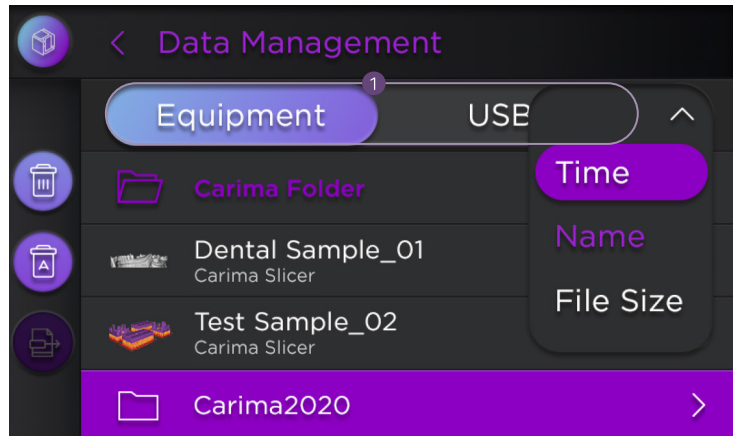 Data Management
1
Equipment
USB
Time
Carima Folder
Name
Dental Sample_01
Carima Slicer
File Size
Test Sample_02
Carima Slicer
Carima2020
A